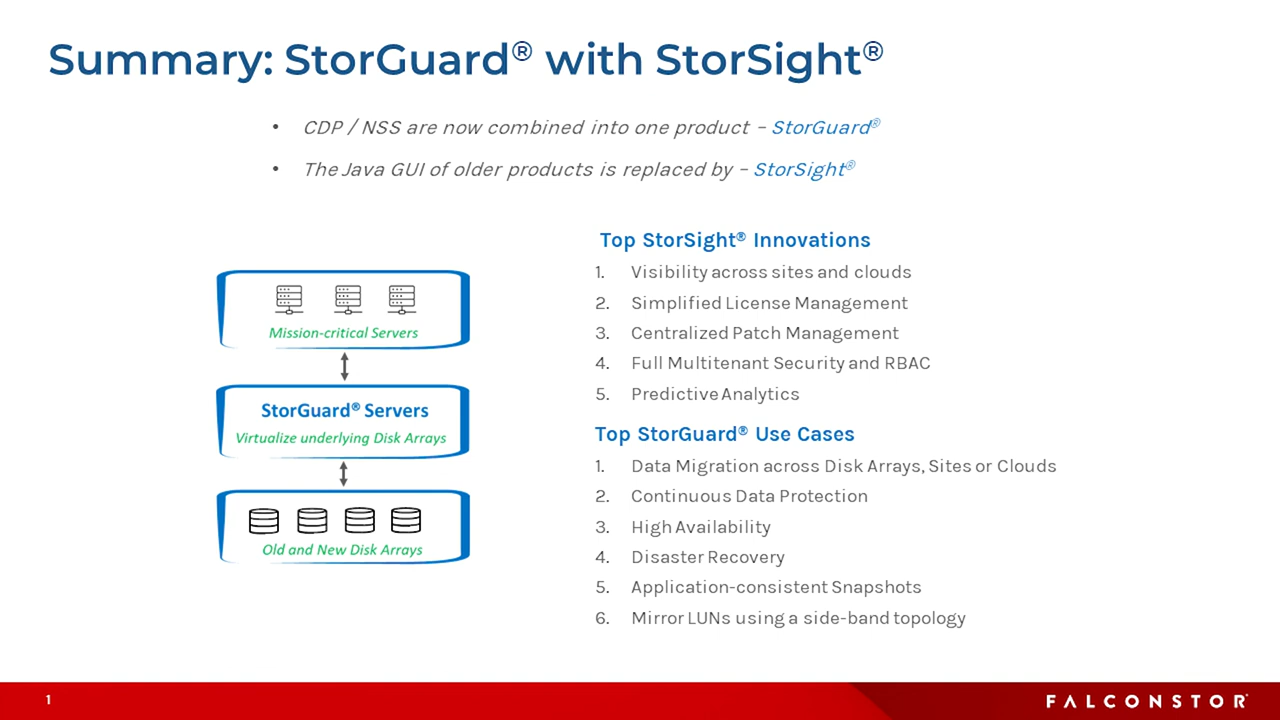 Summary: StorGuard® with StorSight®
• CDP / NSS are now combined into one product – StorGuard®
• The Java GUI of older products is replaced by – StorSight®
Mission-critical Servers
StorGuard® Servers
Virtualize underlying Disk Arrays
Old and New Disk Arrays
Top StorSight® Innovations
1. Visibility across sites and clouds
2. Simplified License Management
3. Centralized Patch Management
4. Full Multitenant Security and RBAC
5. Predictive Analytics
Top StorGuard® Use Cases
1. Data Migration across Disk Arrays, Sites or Clouds
2. Continuous Data Protection
3. High Availability
4. Disaster Recovery
5. Application-consistent Snapshots
6. Mirror LUNs using a side-band topology
1
FALCONSTOR